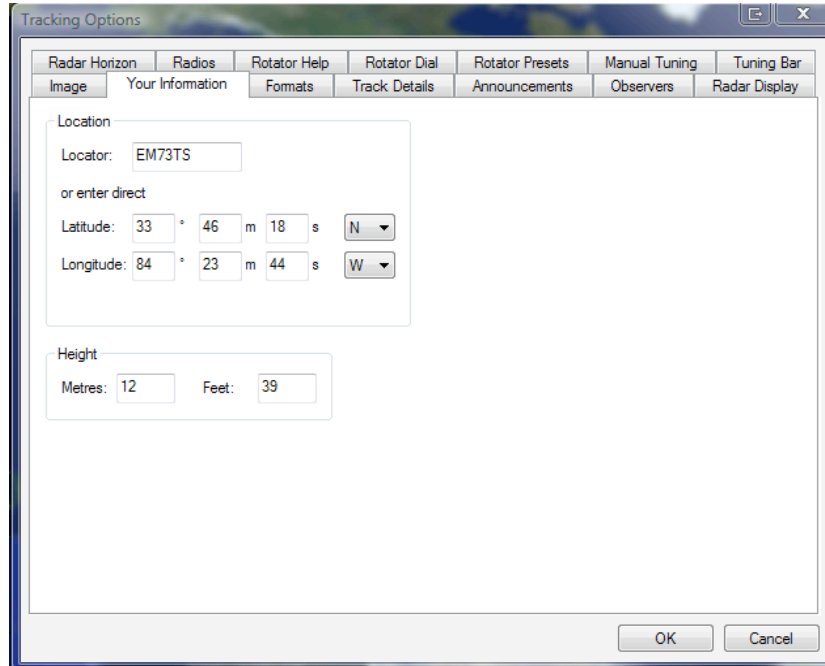 Tracking Options
Radar Horizon Radios Rotator Help Rotator Dial Rotator Presets Manual Tuning Tuning Bar
Image Your Information Formats Track Details Announcements Observers Radar Display
Location
Locator: EM73TS
or enter direct
Latitude: 33 ° 46 m 18 s N
Longitude: 84 ° 23 m 44 s W
Height
Metres: 12 Feet: 39
OK Cancel